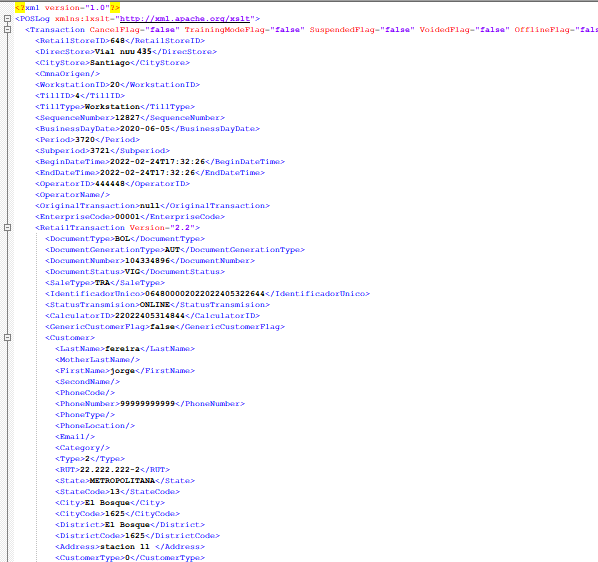 <?xml version="1.0"?>
<POSLog xmlns:lxslt="http://xml.apache.org/xslt">
<Transaction CancelFlag="false" TrainingModeFlag="false" SuspendedFlag="false" VoidedFlag="false" OfflineFlag="fals
<RetailStoreID>648</RetailStoreID>
<DirecStore>Vial nuu 435</DirecStore>
<CityStore>Santiago</CityStore>
<CmnaOrigen/>
<WorkstationID>20</WorkstationID>
<TillID>4</TillID>
<TillType>Workstation</TillType>
<SequenceNumber>12827</SequenceNumber>
<BusinessDayDate>2020-06-05</BusinessDayDate>
<Period>3720</Period>
<Subperiod>3721</Subperiod>
<BeginDateTime>2022-02-24T17:32:26</BeginDateTime>
<EndDateTime>2022-02-24T17:32:26</EndDateTime>
<OperatorID>444448</OperatorID>
<OperatorName/>
<OriginalTransaction>null</OriginalTransaction>
<EnterpriseCode>00001</EnterpriseCode>
<RetailTransaction Version="2.2">
<DocumentType>BOL</DocumentType>
<DocumentGenerationType>AUT</DocumentGenerationType>
<DocumentNumber>104334896</DocumentNumber>
<DocumentStatus>VIG</DocumentStatus>
<SaleType>TRA</SaleType>
<IdentificadorUnico>064800002022022405322644</IdentificadorUnico>
<StatusTransmision>ONLINE</StatusTransmision>
<CalculatorID>22022405314844</CalculatorID>
<GenericCustomerFlag>false</GenericCustomerFlag>
<Customer>
<LastName>fereira</LastName>
<MotherLastName/>
<FirstName>jorge</FirstName>
<SecondName/>
<PhoneCode/>
<PhoneNumber>99999999999</PhoneNumber>
<PhoneType/>
<PhoneLocation/>
<Email/>
<Category/>
<Type>2</Type>
<RUT>22.222.222-2</RUT>
<State>METROPOLITANA</State>
<StateCode>13</StateCode>
<City>El Bosque</City>
<CityCode>1625</CityCode>
<District>El Bosque</District>
<DistrictCode>1625</DistrictCode>
<Address>stacion 11 </Address>
<CustomerType>0</CustomerType>